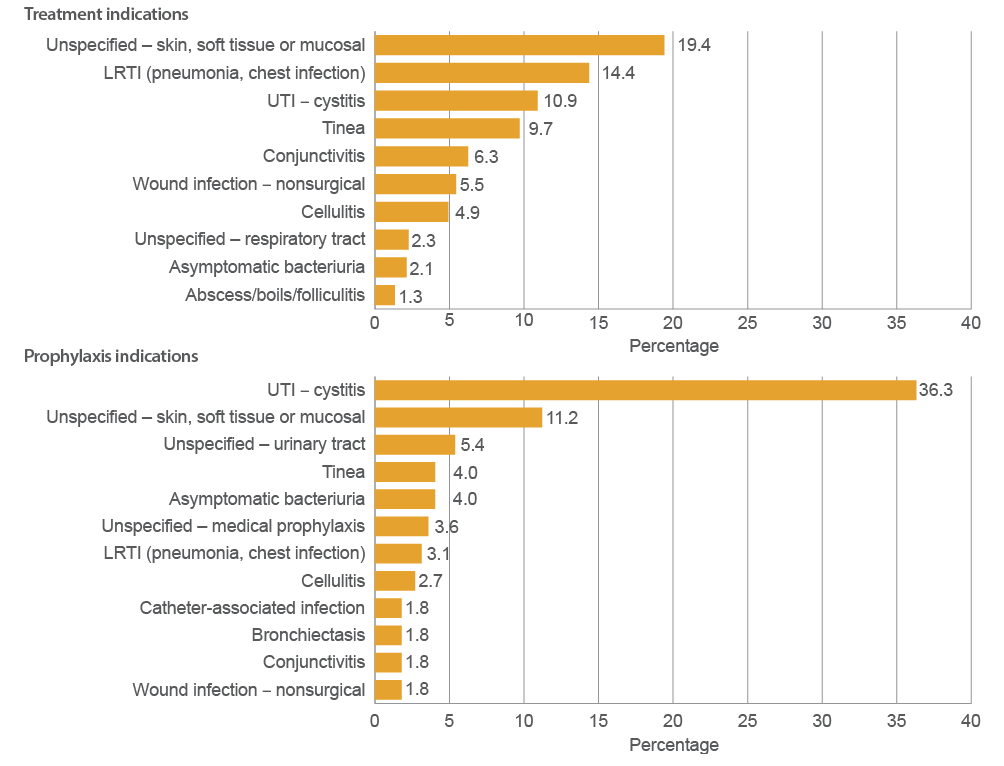 Treatment indications
Unspecified – skin, soft tissue or mucosal 19.4
LRTI (pneumonia, chest infection) 14.4
UTI – cystitis 10.9
Tinea 9.7
Conjunctivitis 6.3
Wound infection – nonsurgical 5.5
Cellulitis 4.9
Unspecified – respiratory tract 2.3
Asymptomatic bacteriuria 2.1
Abscess/boils/folliculitis 1.3
0 5 10 15 20 25 30 35 40
Percentage
Prophylaxis indications
UTI – cystitis 36.3
Unspecified – skin, soft tissue or mucosal 11.2
Unspecified – urinary tract 5.4
Tinea 4.0
Asymptomatic bacteriuria 4.0
Unspecified – medical prophylaxis 3.6
LRTI (pneumonia, chest infection) 3.1
Cellulitis 2.7
Catheter-associated infection 1.8
Bronchiectasis 1.8
Conjunctivitis 1.8
Wound infection – nonsurgical 1.8
0 5 10 15 20 25 30 35 40
Percentage